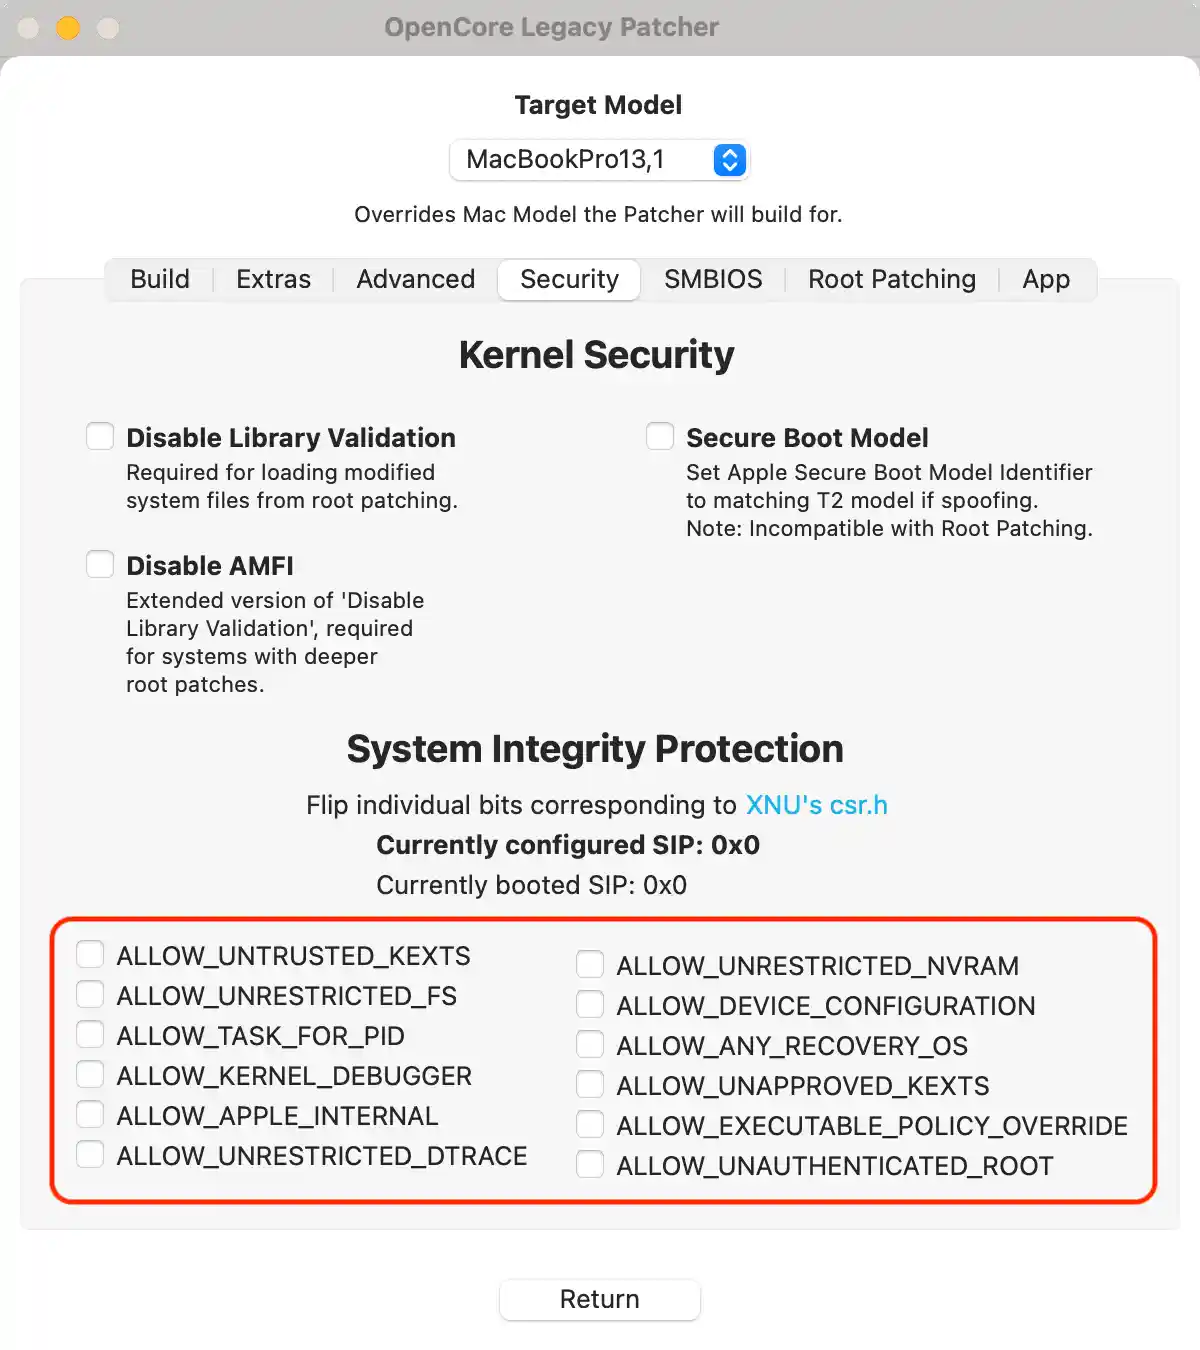 OpenCore Legacy Patcher
Target Model
MacBookPro13,1
Overrides Mac Model the Patcher will build for.
Build
Extras
Advanced
Security
SMBIOS
Root Patching
App
Kernel Security
Disable Library Validation
Required for loading modified
system files from root patching.
Secure Boot Model
Set Apple Secure Boot Model Identifier
to matching T2 model if spoofing.
Note: Incompatible with Root Patching.
Disable AMFI
Extended version of 'Disable
Library Validation', required
for systems with deeper
root patches.
System Integrity Protection
Flip individual bits corresponding to XNU's csr.h
Currently configured SIP: 0x0
Currently booted SIP: 0x0
ALLOW_UNTRUSTED_KEXTS
ALLOW_UNRESTRICTED_FS
ALLOW_TASK_FOR_PID
ALLOW_KERNEL_DEBUGGER
ALLOW_APPLE_INTERNAL
ALLOW_UNRESTRICTED_DTRACE
ALLOW_UNRESTRICTED_NVRAM
ALLOW_DEVICE_CONFIGURATION
ALLOW_ANY_RECOVERY_OS
ALLOW_UNAPPROVED_KEXTS
ALLOW_EXECUTABLE_POLICY_OVERRIDE
ALLOW_UNAUTHENTICATED_ROOT
Return